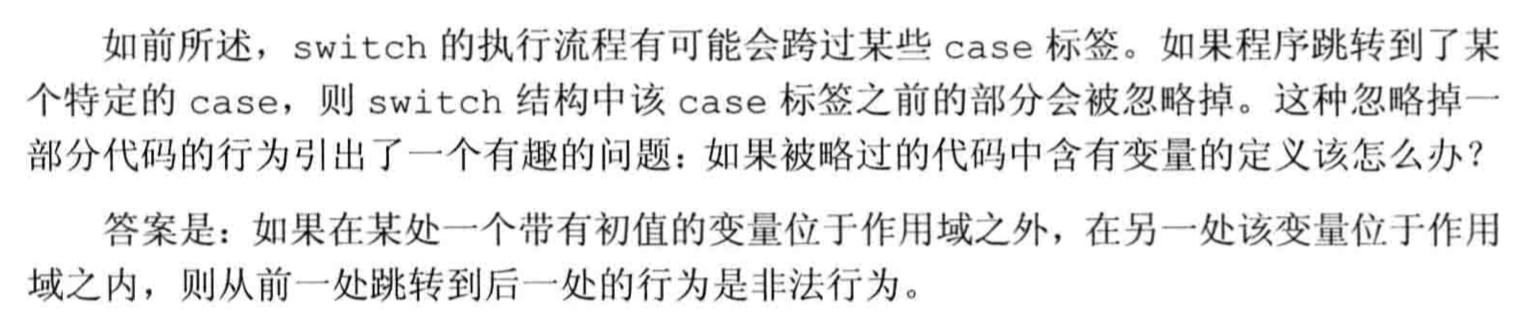 如前所述，switch 的执行流程有可能会跨过某些 case 标签。如果程序跳转到了某
个特定的 case，则 switch 结构中该 case 标签之前的部分会被忽略掉。这种忽略掉一
部分代码的行为引出了一个有趣的问题：如果被略过的代码中含有变量的定义该怎么办？
答案是：如果在某处一个带有初值的变量位于作用域之外，在另一处该变量位于作用
域之内，则从前一处跳转到后一处的行为是非法行为。